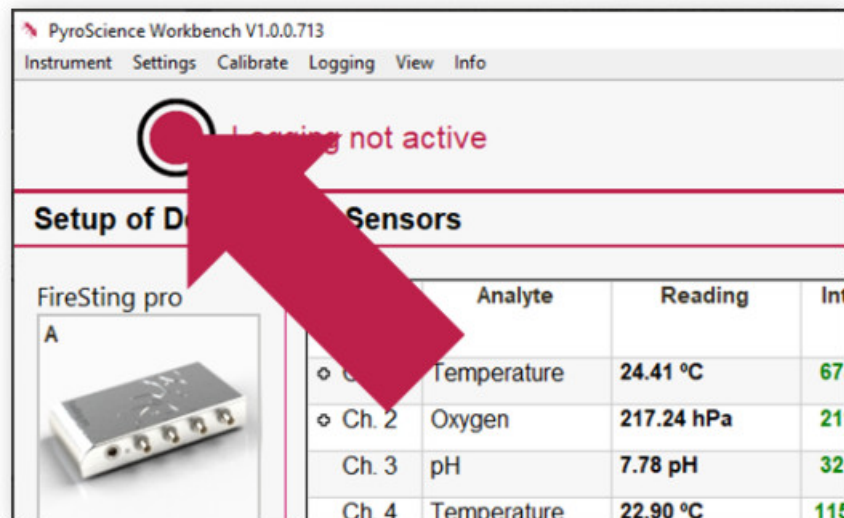 PyroScience Workbench V1.0.0.713
Instrument Settings Calibrate Logging View Info
not active
Setup of Sensors
FireSting pro
Analyte Reading
A
Temperature 24.41 ºC 67
Ch. 2 Oxygen 217.24 hPa 21
Ch. 3 pH 7.78 pH 32
Ch. 4 Temperature 22.90 ºC 115